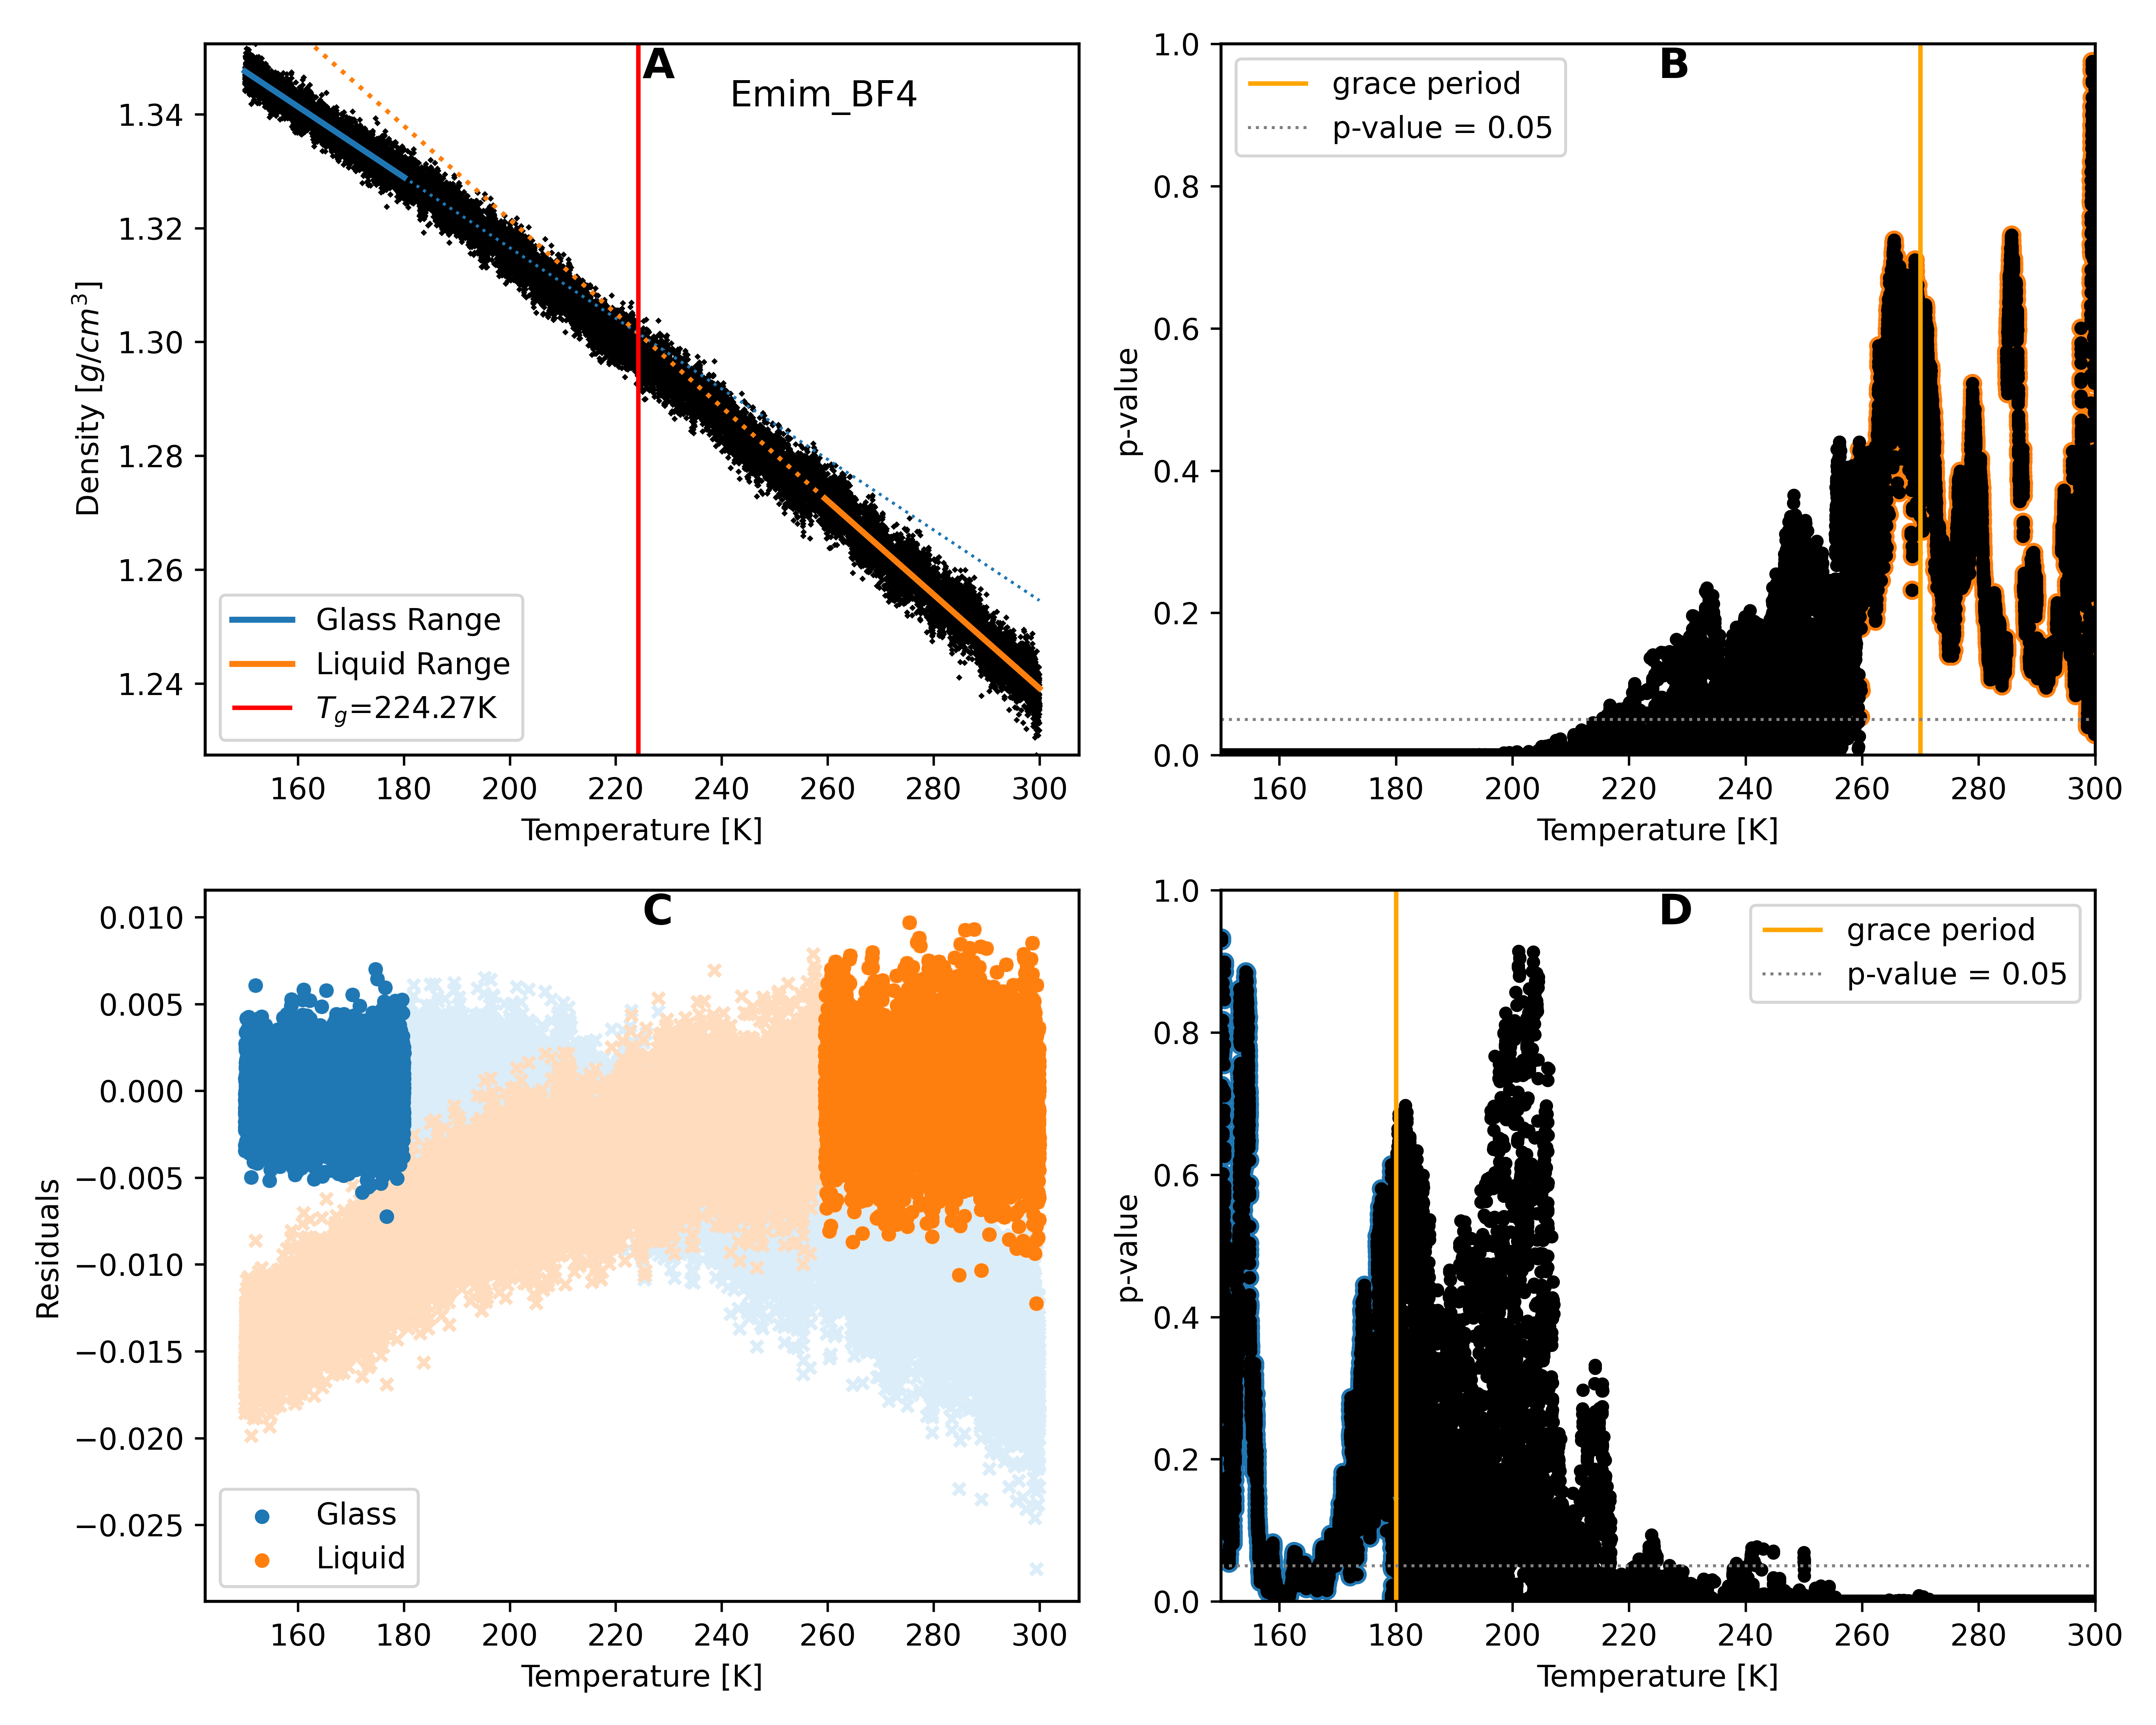 A
Emim_BF4
1.34
1.32
1.30
1.28
1.26
1.24
Density [g/cm³]
Glass Range
Liquid Range
T_g=224.27K
160 180 200 220 240 260 280 300
Temperature [K]
B
grace period
p-value = 0.05
1.0
0.8
0.6
0.4
0.2
0.0
p-value
160 180 200 220 240 260 280 300
Temperature [K]
C
0.010
0.005
0.000
−0.005
−0.010
−0.015
−0.020
−0.025
Residuals
Glass
Liquid
160 180 200 220 240 260 280 300
Temperature [K]
D
grace period
p-value = 0.05
1.0
0.8
0.6
0.4
0.2
0.0
p-value
160 180 200 220 240 260 280 300
Temperature [K]